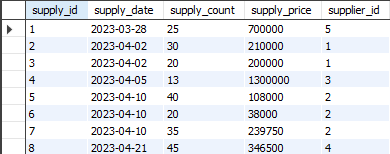 supply_id supply_date supply_count supply_price supplier_id
1 2023-03-28 25 700000 5
2 2023-04-02 30 210000 1
3 2023-04-02 20 200000 1
4 2023-04-05 13 1300000 3
5 2023-04-10 40 108000 2
6 2023-04-10 20 38000 2
7 2023-04-10 35 239750 2
8 2023-04-21 45 346500 4